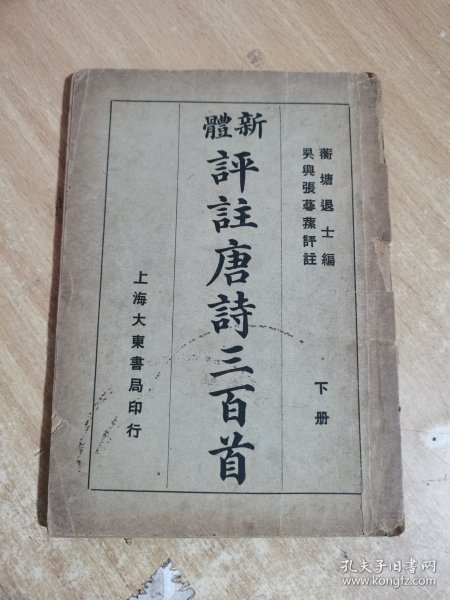 衡塘退士編
吳興張萼蓀評註
下册
新體
評註唐詩三百首
上海大東書局印行
孔夫子旧书网
www.kongfz.com